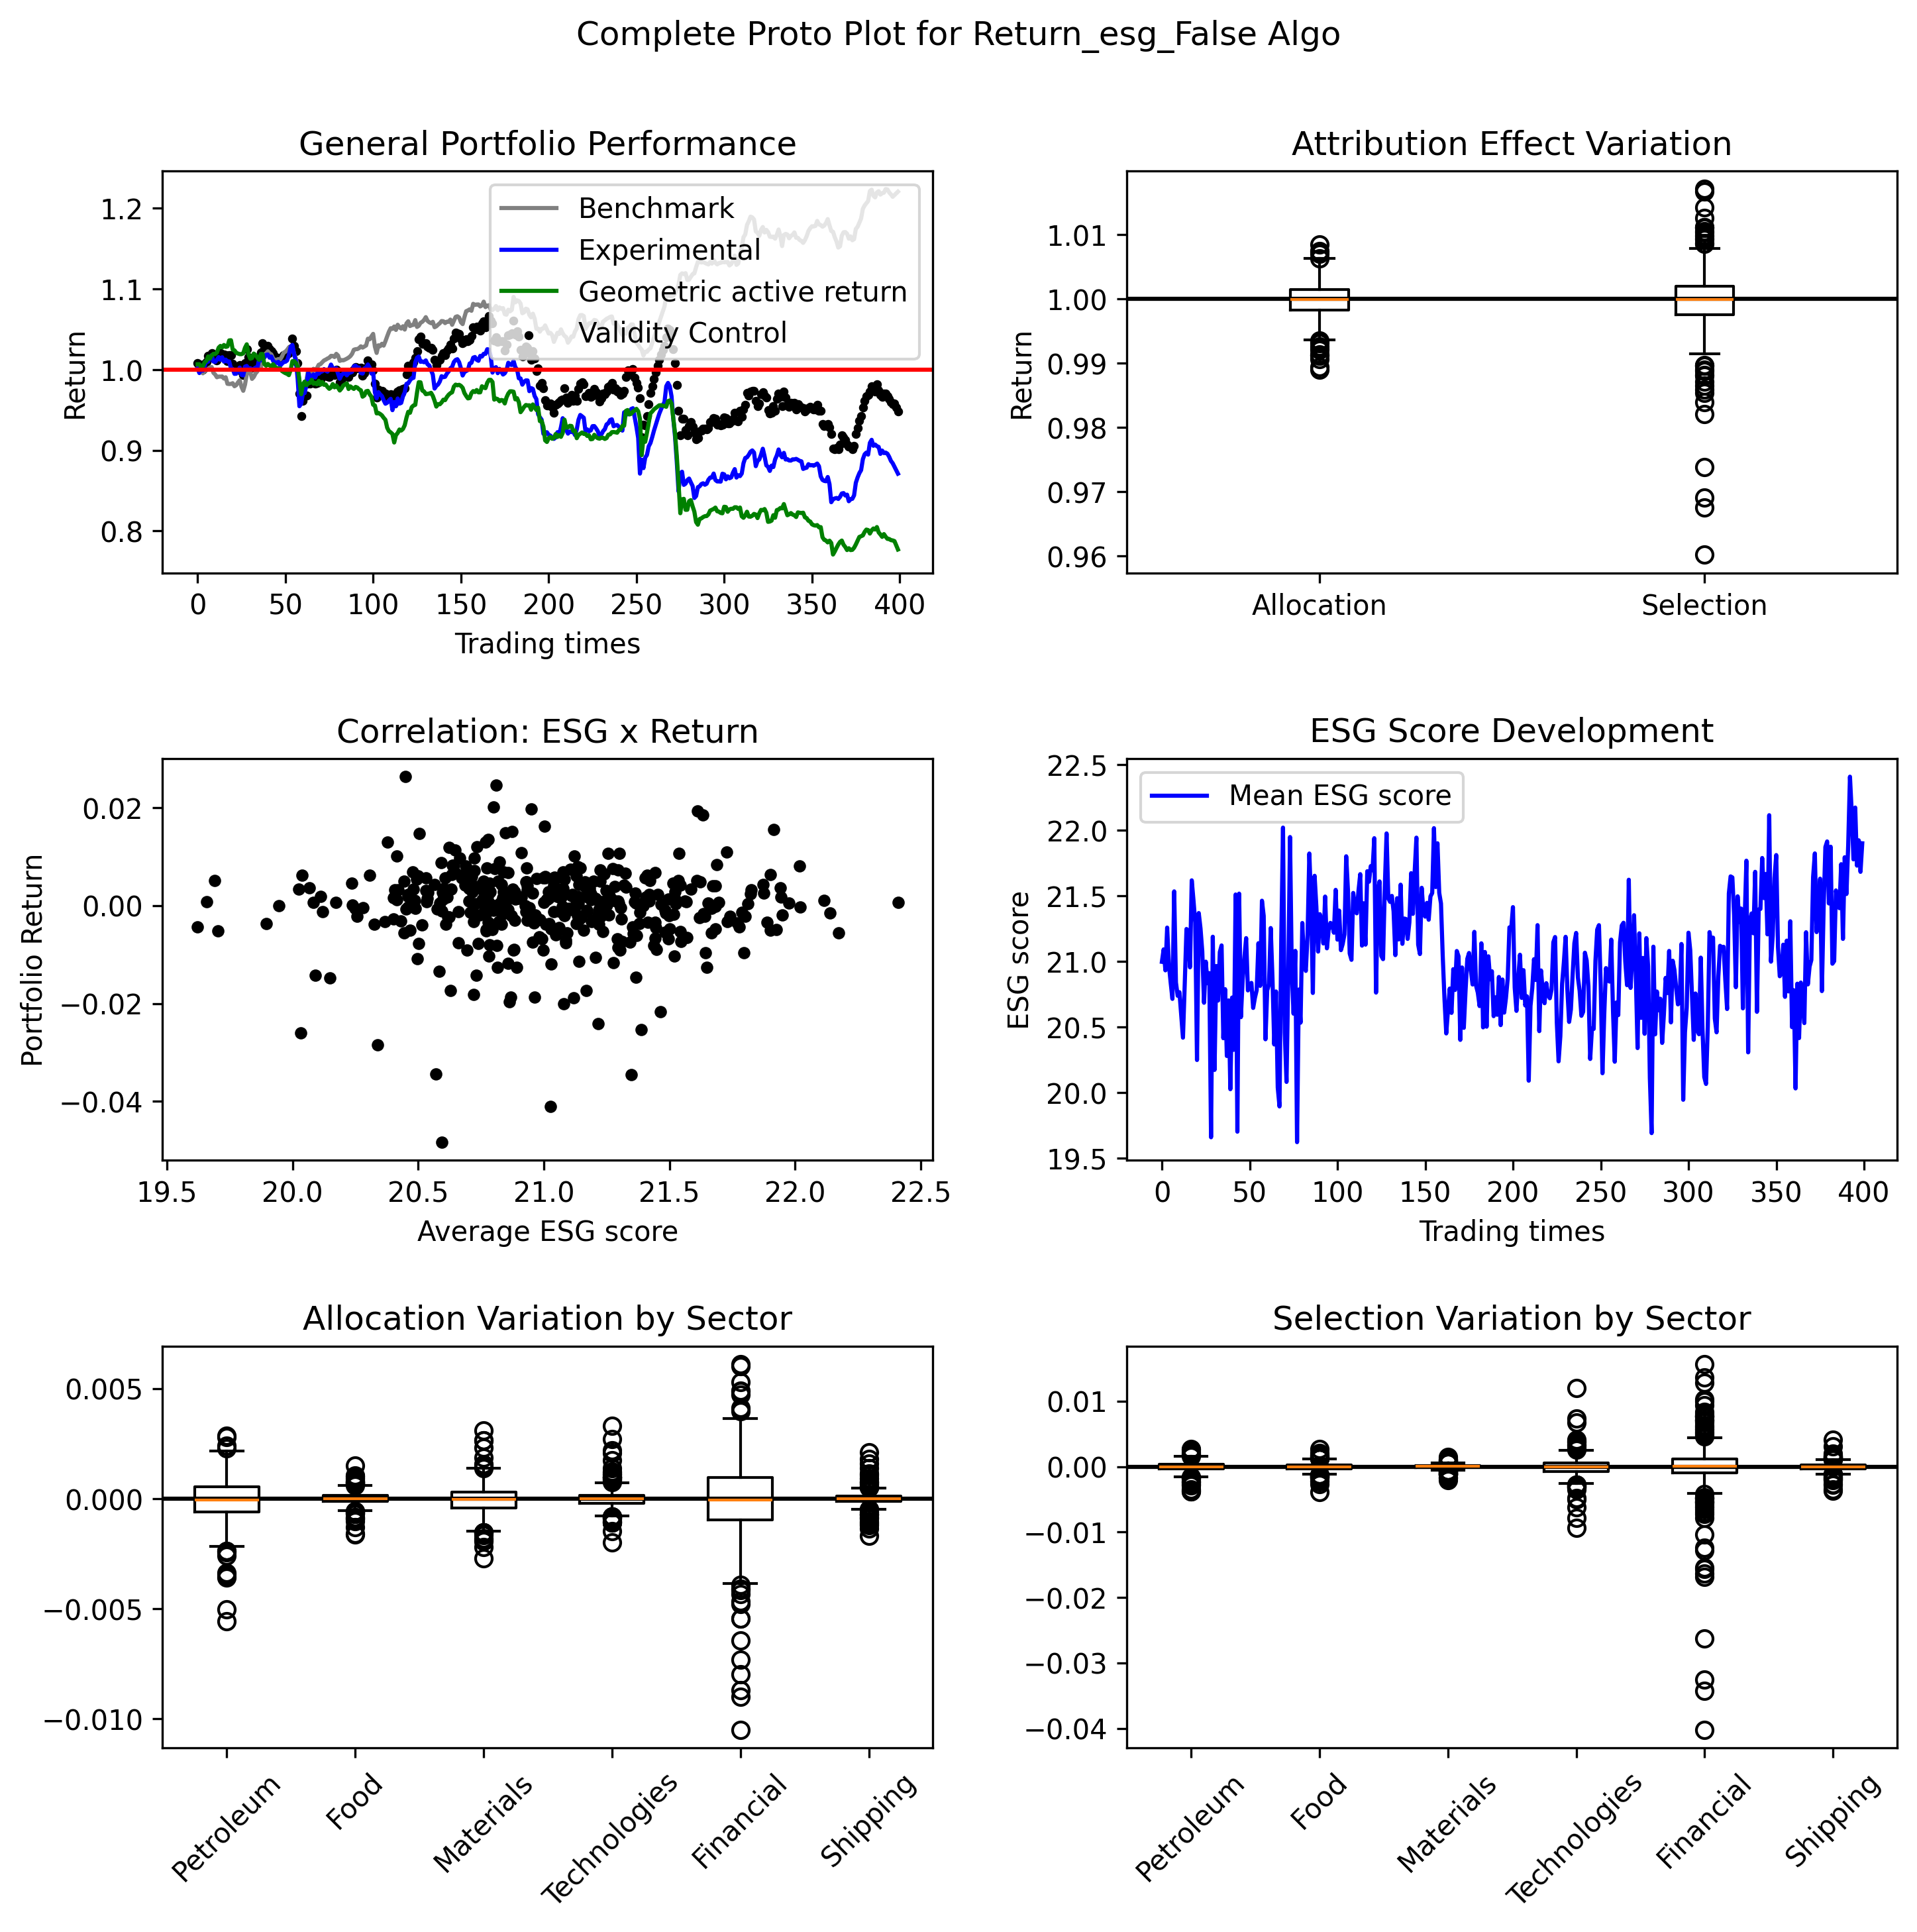 Complete Proto Plot for Return_esg_False Algo
General Portfolio Performance
Return
1.2
1.1
1.0
0.9
0.8
Benchmark
Experimental
Geometric active return
Validity Control
0 50 100 150 200 250 300 350 400
Trading times
Attribution Effect Variation
Return
1.01
1.00
0.99
0.98
0.97
0.96
Allocation Selection
Correlation: ESG x Return
Portfolio Return
0.02
0.00
−0.02
−0.04
19.5 20.0 20.5 21.0 21.5 22.0 22.5
Average ESG score
ESG Score Development
ESG score
22.5
22.0
21.5
21.0
20.5
20.0
19.5
Mean ESG score
0 50 100 150 200 250 300 350 400
Trading times
Allocation Variation by Sector
0.005
0.000
−0.005
−0.010
Petroleum
Food
Materials
Technologies
Financial
Shipping
Selection Variation by Sector
0.01
0.00
−0.01
−0.02
−0.03
−0.04
Petroleum
Food
Materials
Technologies
Financial
Shipping